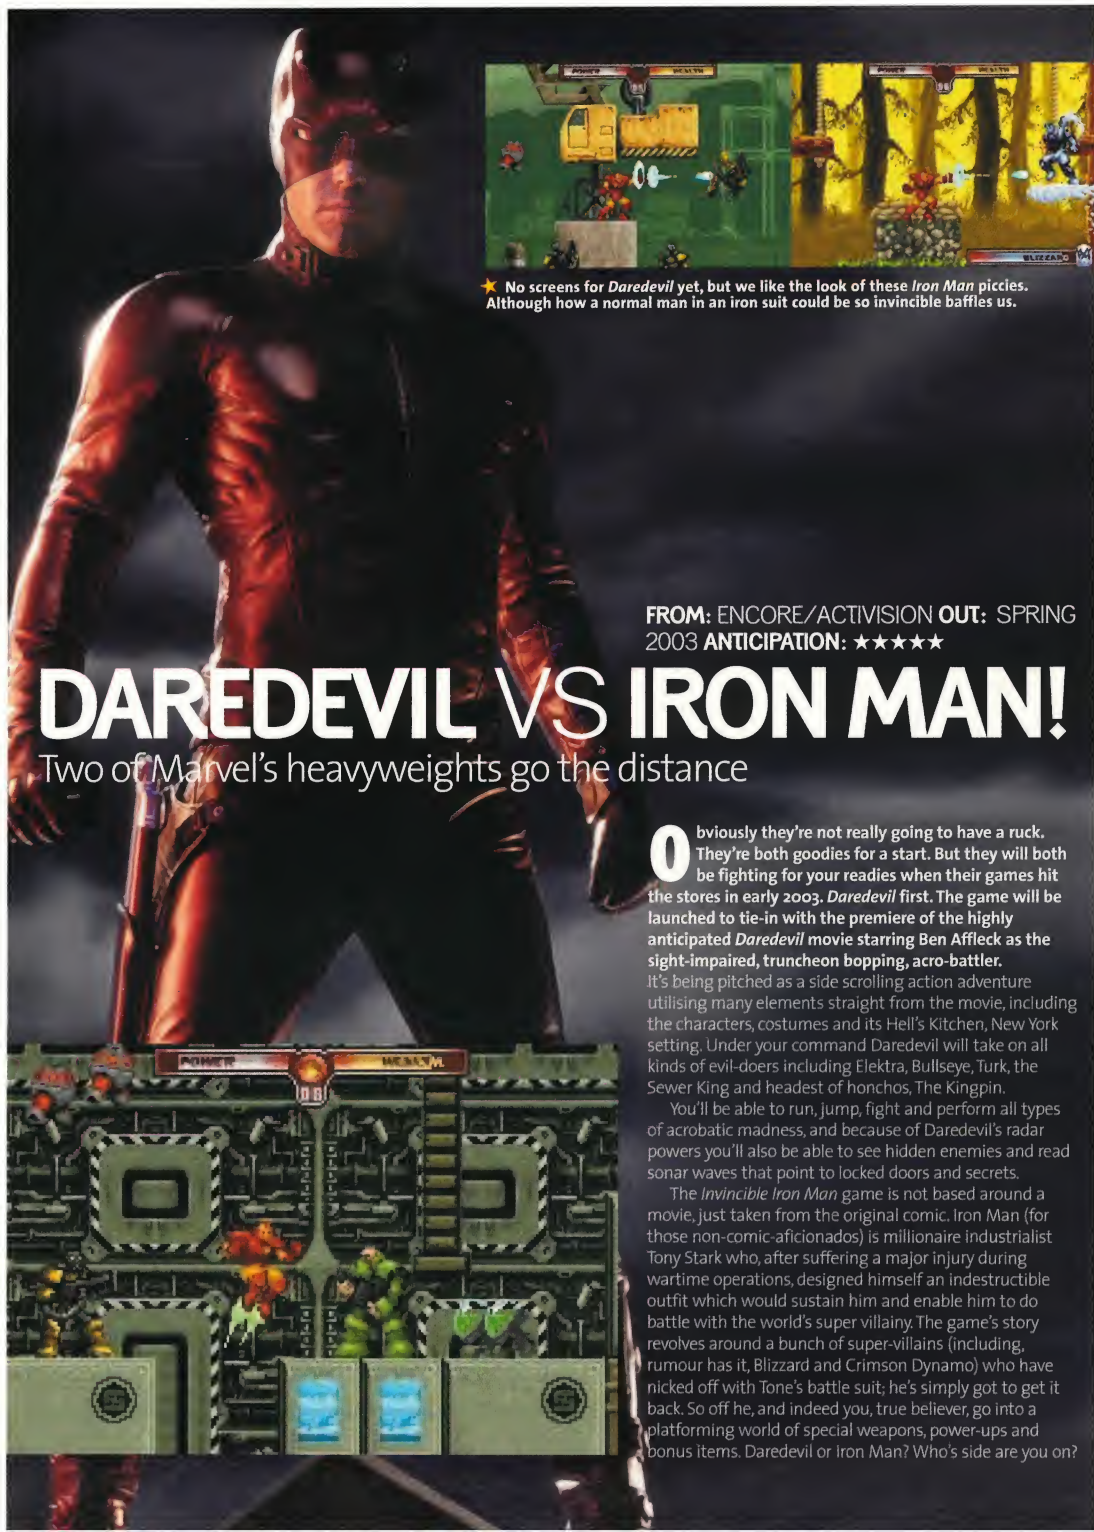 POWER HEALTH
POWER HEALTH
BLIZZARD
No screens for Daredevil yet, but we like the look of these Iron Man piccies.
Although how a normal man in an iron suit could be so invincible baffles us.
FROM: ENCORE/ACTIVISION OUT: SPRING
2003 ANTICIPATION: ★★★★★
DAREDEVIL VS IRON MAN!
Two of Marvel's heavyweights go the distance
Obviously they're not really going to have a ruck.
They're both goodies for a start. But they will both
be fighting for your readies when their games hit
the stores in early 2003. Daredevil first. The game will be
launched to tie-in with the premiere of the highly
anticipated Daredevil movie starring Ben Affleck as the
sight-impaired, truncheon bopping, acro-battler.
It's being pitched as a side scrolling action adventure
utilising many elements straight from the movie, including
the characters, costumes and its Hell's Kitchen, New York
setting. Under your command Daredevil will take on all
kinds of evil-doers including Elektra, Bullseye, Turk, the
Sewer King and headest of honchos, The Kingpin.
You'll be able to run, jump, fight and perform all types
of acrobatic madness, and because of Daredevil's radar
powers you'll also be able to see hidden enemies and read
sonar waves that point to locked doors and secrets.
The Invincible Iron Man game is not based around a
movie, just taken from the original comic. Iron Man (for
those non-comic-aficionados) is millionaire industrialist
Tony Stark who, after suffering a major injury during
wartime operations, designed himself an indestructible
outfit which would sustain him and enable him to do
battle with the world's super villainy. The game's story
revolves around a bunch of super-villains (including,
rumour has it, Blizzard and Crimson Dynamo) who have
nicked off with Tone's battle suit; he's simply got to get it
back. So off he, and indeed you, true believer, go into a
platforming world of special weapons, power-ups and
bonus items. Daredevil or Iron Man? Who's side are you on?
POWER HEALTH
08